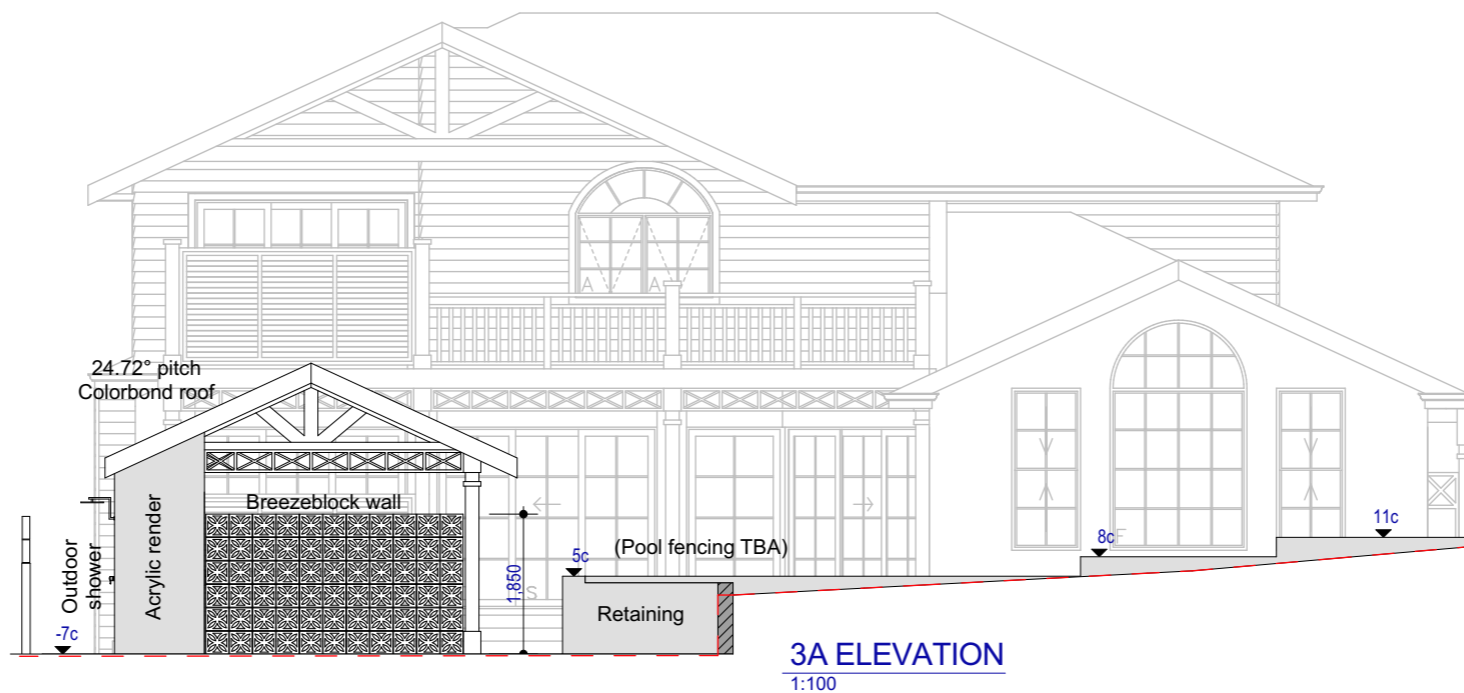 A A
24.72° pitch
Colorbond roof
Breezeblock wall
Acrylic render
Outdoor
shower
-7c
1,850
S
5c
(Pool fencing TBA)
Retaining
8c
F
11c
3A ELEVATION
1:100